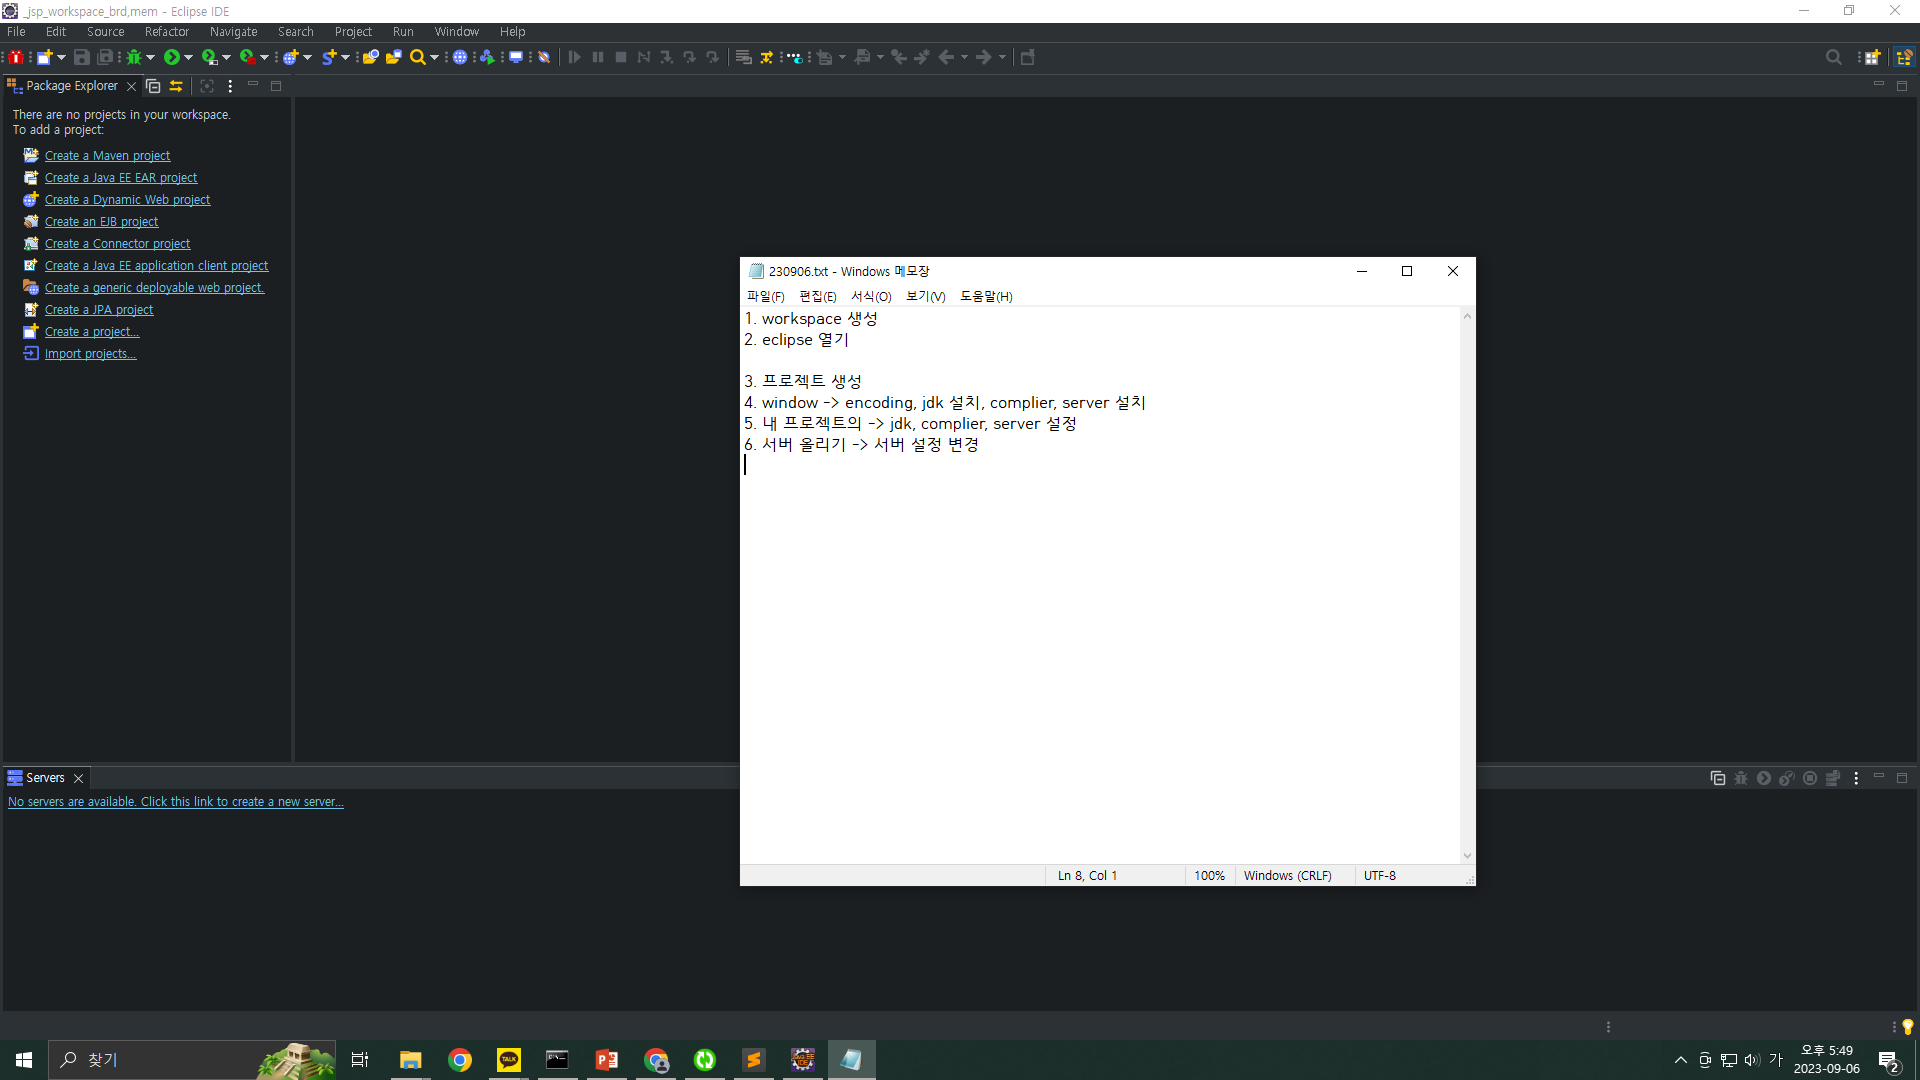 _jsp_workspace_brd,mem - Eclipse IDE
File Edit Source Refactor Navigate Search Project Run Window Help
Package Explorer
There are no projects in your workspace.
To add a project:
Create a Maven project
Create a Java EE EAR project
Create a Dynamic Web project
Create an EJB project
Create a Connector project
Create a Java EE application client project
Create a generic deployable web project.
Create a JPA project
Create a project...
Import projects...
230906.txt - Windows 메모장
파일(F) 편집(E) 서식(O) 보기(V) 도움말(H)
1. workspace 생성
2. eclipse 열기
3. 프로젝트 생성
4. window -> encoding, jdk 설치, complier, server 설치
5. 내 프로젝트의 -> jdk, complier, server 설정
6. 서버 올리기 -> 서버 설정 변경
Ln 8, Col 1 100% Windows (CRLF) UTF-8
Servers
No servers are available. Click this link to create a new server...
찾기
TALK
가
오후 5:49
2023-09-06
2